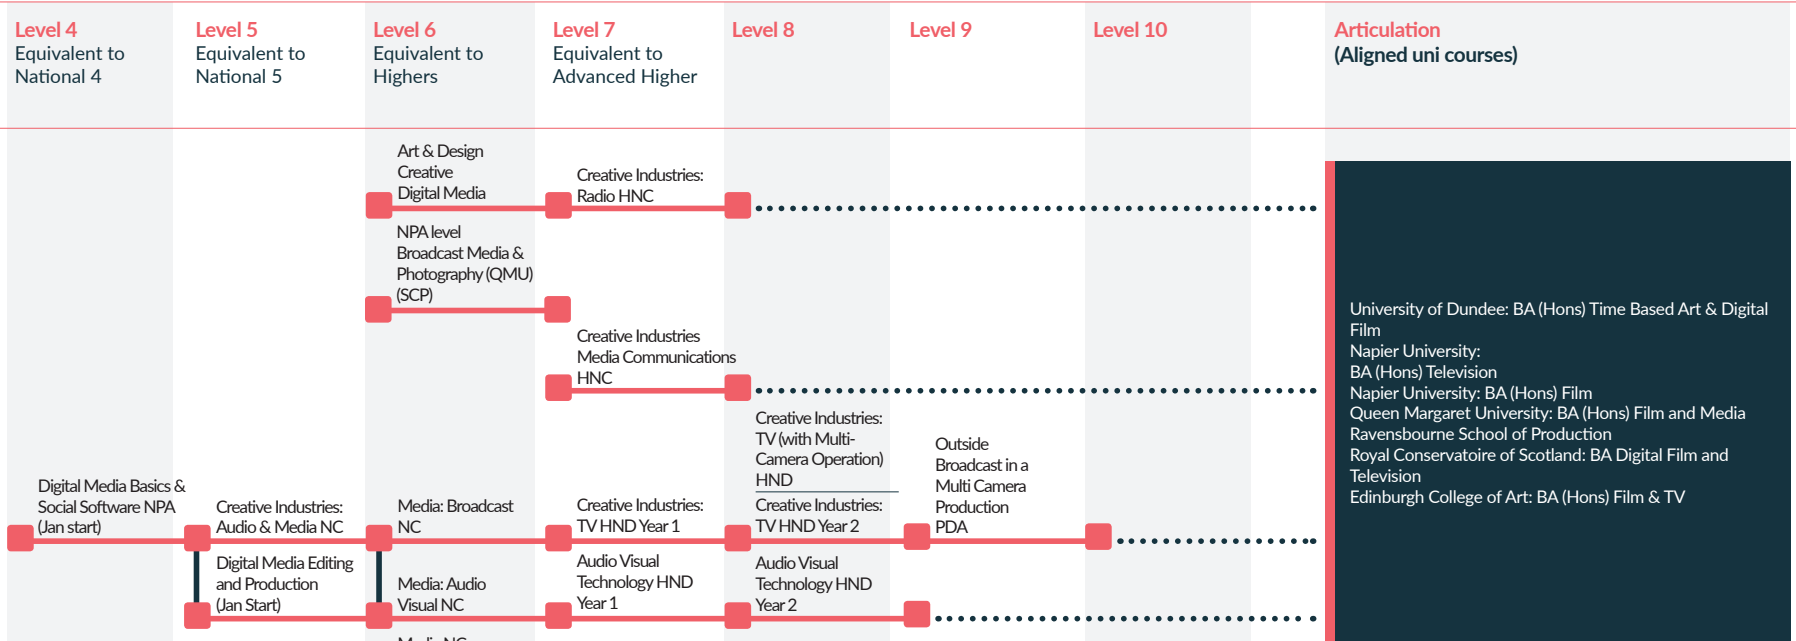 Level 4
Equivalent to
National 4
Level 5
Equivalent to
National 5
Level 6
Equivalent to
Highers
Level 7
Equivalent to
Advanced Higher
Level 8
Level 9
Level 10
Articulation
(Aligned uni courses)
Art & Design
Creative
Digital Media
Creative Industries:
Radio HNC
NPA level
Broadcast Media &
Photography (QMU)
(SCP)
Creative Industries
Media Communications
HNC
Creative Industries:
TV (with Multi-
Camera Operation)
HND
Outside
Broadcast in a
Multi Camera
Production
PDA
Digital Media Basics &
Social Software NPA
(Jan start)
Creative Industries:
Audio & Media NC
Media: Broadcast
NC
Creative Industries:
TV HND Year 1
Creative Industries:
TV HND Year 2
Digital Media Editing
and Production
(Jan Start)
Media: Audio
Visual NC
Audio Visual
Technology HND
Year 1
Audio Visual
Technology HND
Year 2
University of Dundee: BA (Hons) Time Based Art & Digital
Film
Napier University:
BA (Hons) Television
Napier University: BA (Hons) Film
Queen Margaret University: BA (Hons) Film and Media
Ravensbourne School of Production
Royal Conservatoire of Scotland: BA Digital Film and
Television
Edinburgh College of Art: BA (Hons) Film & TV